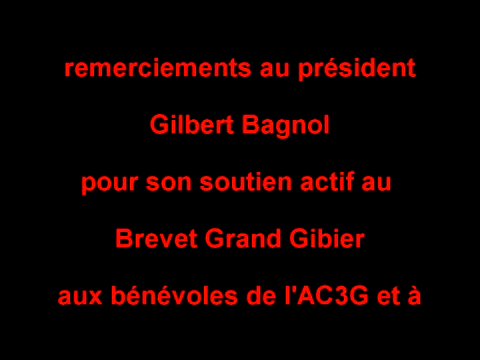 remerciements au président
Gilbert Bagnol
pour son soutien actif au
Brevet Grand Gibier
aux bénévoles de l'AC3G et à